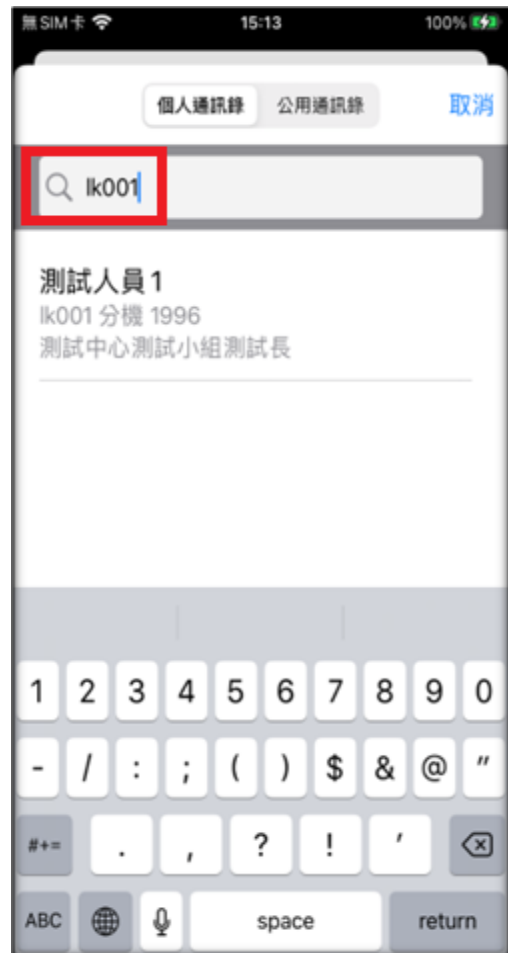 無SIM卡 15:13 100%
個人通訊錄 公用通訊錄 取消
lk001
測試人員1
lk001 分機 1996
測試中心測試小組測試長
1 2 3 4 5 6 7 8 9 0
- / : ; ( ) $ & @ "
#+= . , ? ! '
ABC space return